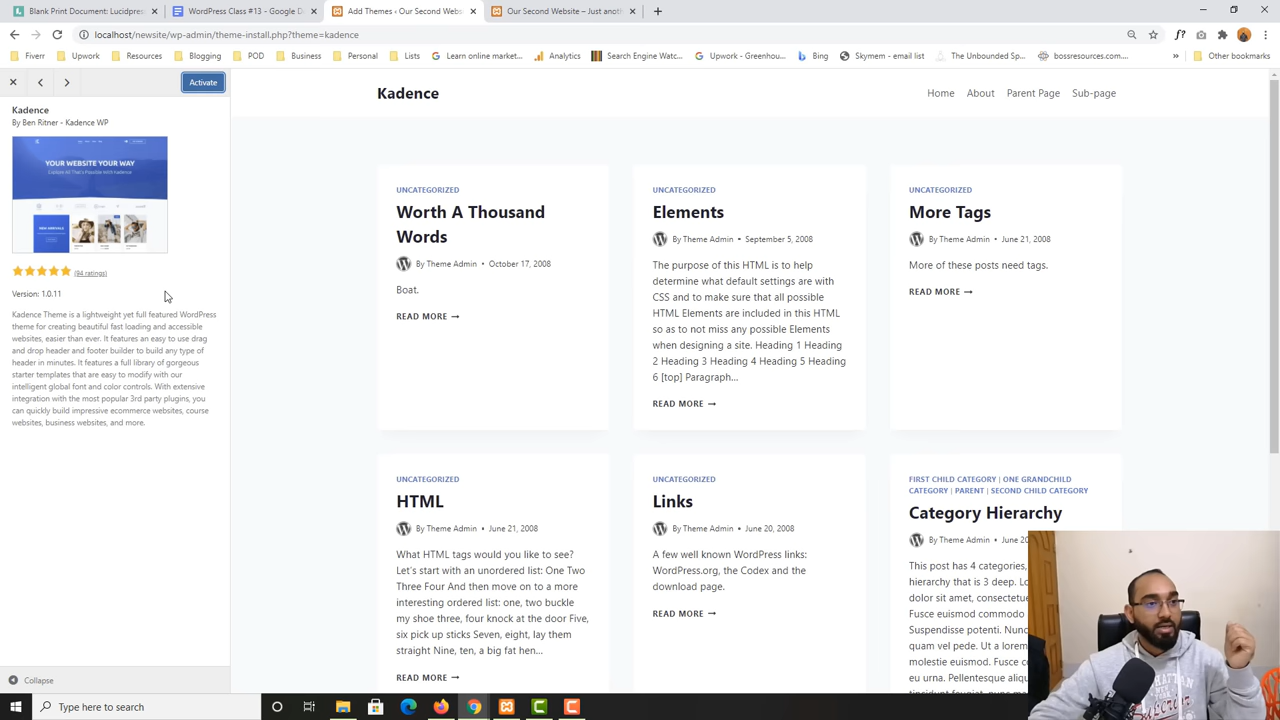 Blank Print Document: Lucidpres
WordPress Class #13 - Google D
Add Themes ‹ Our Second Webs
Our Second Website – Just anoth
localhost/newsite/wp-admin/theme-install.php?theme=kadence
Fiverr
Upwork
Resources
Blogging
POD
Business
Personal
Lists
Learn online market...
Analytics
Search Engine Watc...
Upwork - Greenhou...
Bing
Skymem - email list
The Unbounded Sp...
bossresources.com...
»
Other bookmarks
Activate
Kadence
By Ben Ritner - Kadence WP
YOUR WEBSITE YOUR WAY
(94 ratings)
Version: 1.0.11
Kadence Theme is a lightweight yet full featured WordPress
theme for creating beautiful fast loading and accessible
websites, easier than ever. It features an easy to use drag
and drop header and footer builder to build any type of
header in minutes. It features a full library of gorgeous
starter templates that are easy to modify with our
intelligent global font and color controls. With extensive
integration with the most popular 3rd party plugins, you
can quickly build impressive ecommerce websites, course
websites, business websites, and more.
Collapse
Kadence
Home About Parent Page Sub-page
UNCATEGORIZED
Worth A Thousand
Words
By Theme Admin • October 17, 2008
Boat.
READ MORE →
UNCATEGORIZED
Elements
By Theme Admin • September 5, 2008
The purpose of this HTML is to help
determine what default settings are with
CSS and to make sure that all possible
HTML Elements are included in this HTML
so as to not miss any possible Elements
when designing a site. Heading 1 Heading
2 Heading 3 Heading 4 Heading 5 Heading
6 [top] Paragraph...
READ MORE →
UNCATEGORIZED
More Tags
By Theme Admin • June 21, 2008
More of these posts need tags.
READ MORE →
UNCATEGORIZED
HTML
By Theme Admin • June 21, 2008
What HTML tags would you like to see?
Let's start with an unordered list: One Two
Three Four And then move on to a more
interesting ordered list: one, two buckle
my shoe three, four knock at the door Five,
six pick up sticks Seven, eight, lay them
straight Nine, ten, a big fat hen...
READ MORE →
UNCATEGORIZED
Links
By Theme Admin • June 20, 2008
A few well known WordPress links:
WordPress.org, the Codex and the
download page.
READ MORE →
FIRST CHILD CATEGORY | ONE GRANDCHILD
CATEGORY | PARENT | SECOND CHILD CATEGORY
Category Hierarchy
By Theme Admin • June 20
This post has 4 categories,
hierarchy that is 3 deep.
dolor sit amet, consectetue
Fusce euismod commodo
Suspendisse potenti. Nunc
quam vel pede. Ut a lorem
molestie euismod. Fusce
eu urna. Pellentesque aliqu
Type here to search